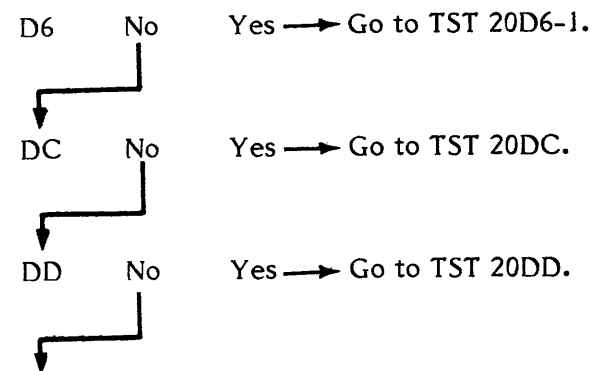 D6 No Yes Go to TST 20D6-1.
DC No Yes Go to TST 20DC.
DD No Yes Go to TST 20DD.